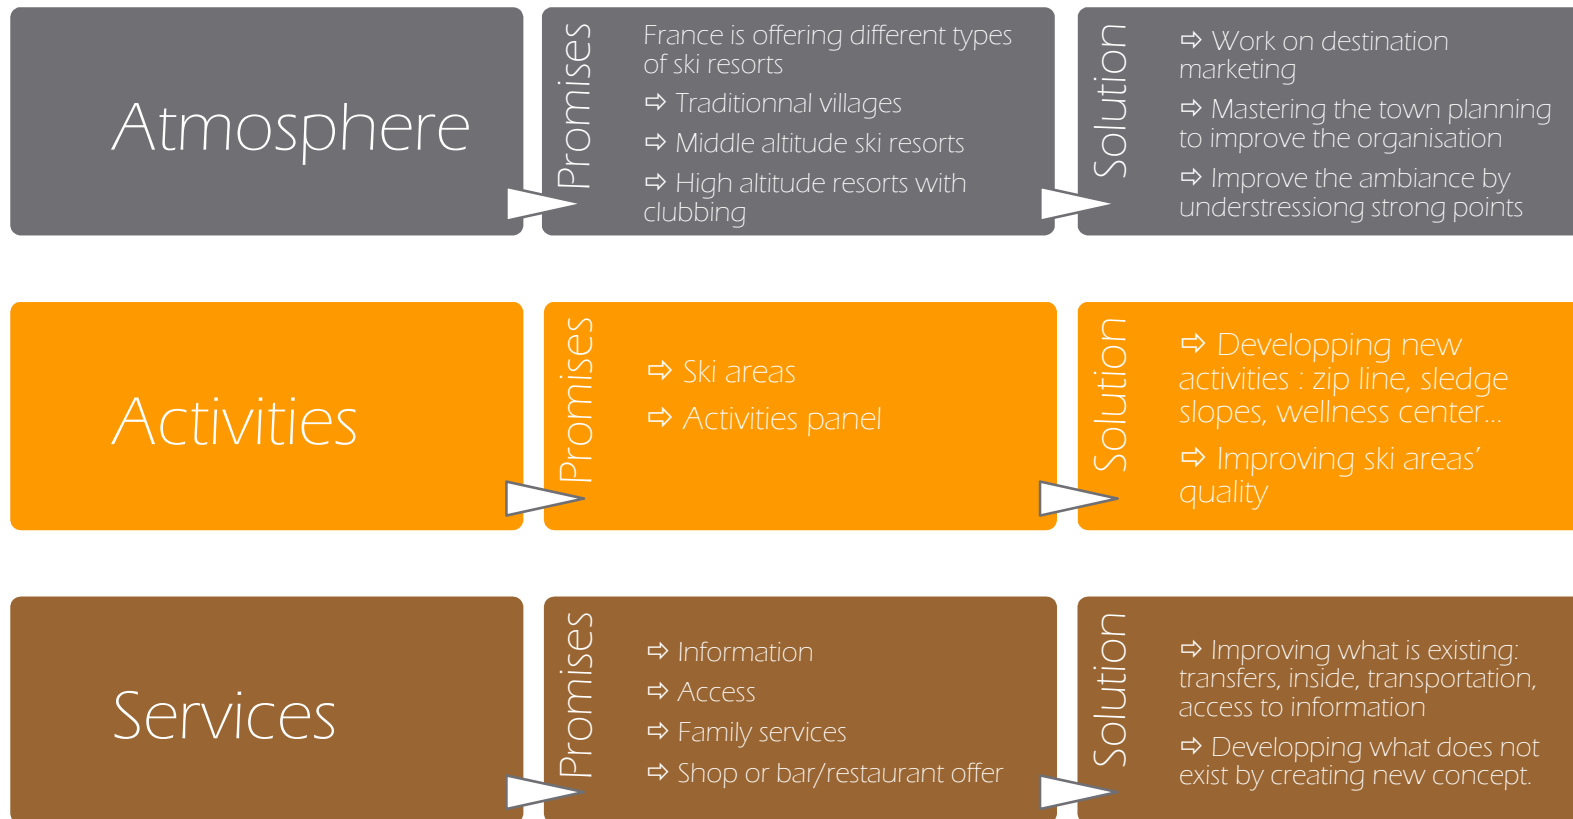 Atmosphere
Promises
France is offering different types
of ski resorts
⇨ Traditionnal villages
⇨ Middle altitude ski resorts
⇨ High altitude resorts with
clubbing
Solution
⇨ Work on destination
marketing
⇨ Mastering the town planning
to improve the organisation
⇨ Improve the ambiance by
understressiong strong points
Activities
Promises
⇨ Ski areas
⇨ Activities panel
Solution
⇨ Developping new
activities : zip line, sledge
slopes, wellness center...
⇨ Improving ski areas’
quality
Services
Promises
⇨ Information
⇨ Access
⇨ Family services
⇨ Shop or bar/restaurant offer
Solution
⇨ Improving what is existing:
transfers, inside, transportation,
access to information
⇨ Developping what does not
exist by creating new concept.